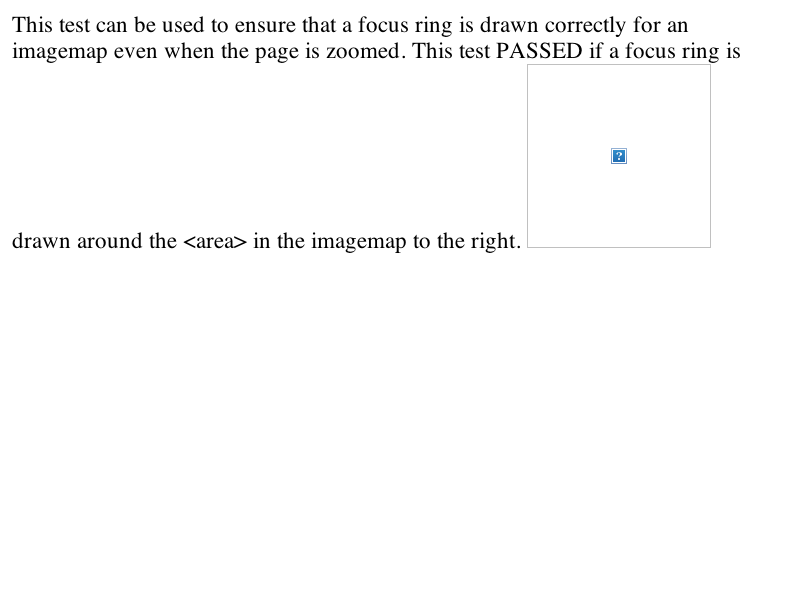 This test can be used to ensure that a focus ring is drawn correctly for an
imagemap even when the page is zoomed. This test PASSED if a focus ring is
drawn around the <area> in the imagemap to the right.
?